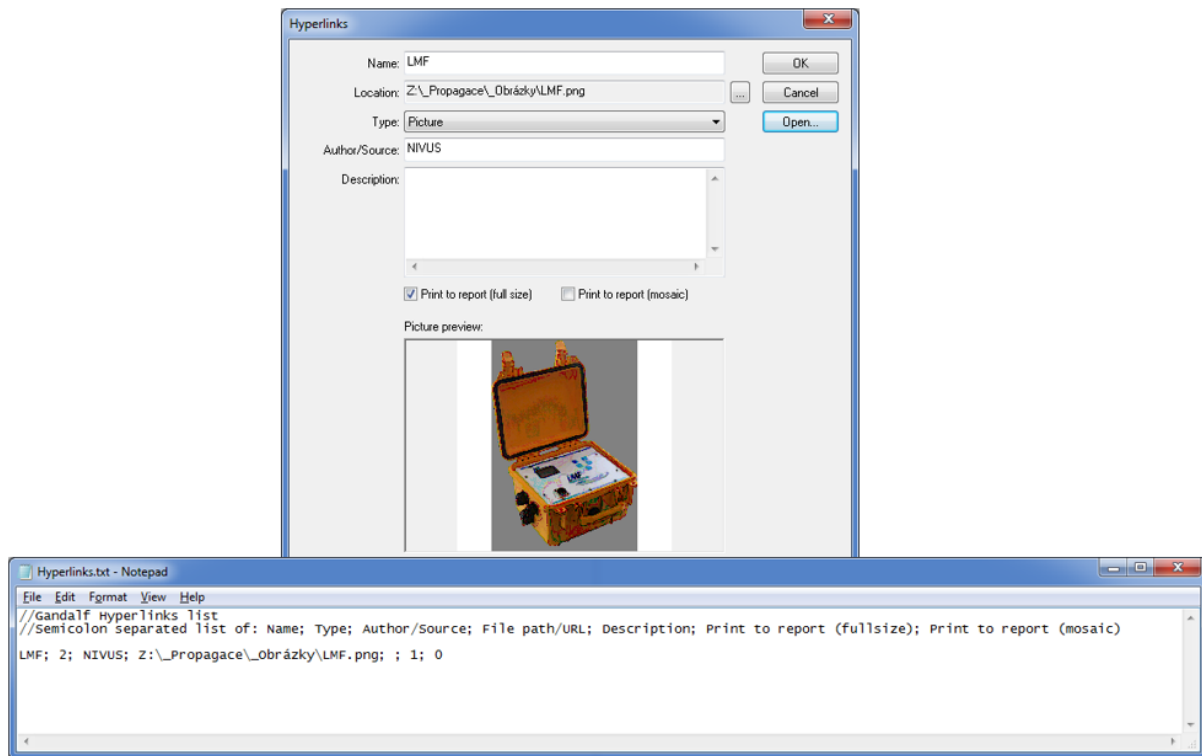 Hyperlinks
Name: LMF
OK
Location: Z:\_Propagace\_Obrázky\LMF.png
...
Cancel
Type: Picture
Open...
Author/Source: NIVUS
Description:
Print to report (full size) Print to report (mosaic)
Picture preview:
Hyperlinks.txt - Notepad
File Edit Format View Help
//Gandalf Hyperlinks list
//Semicolon separated list of: Name; Type; Author/Source; File path/URL; Description; Print to report (fullsize); Print to report (mosaic)
LMF; 2; NIVUS; Z:\_Propagace\_Obrázky\LMF.png; ; 1; 0